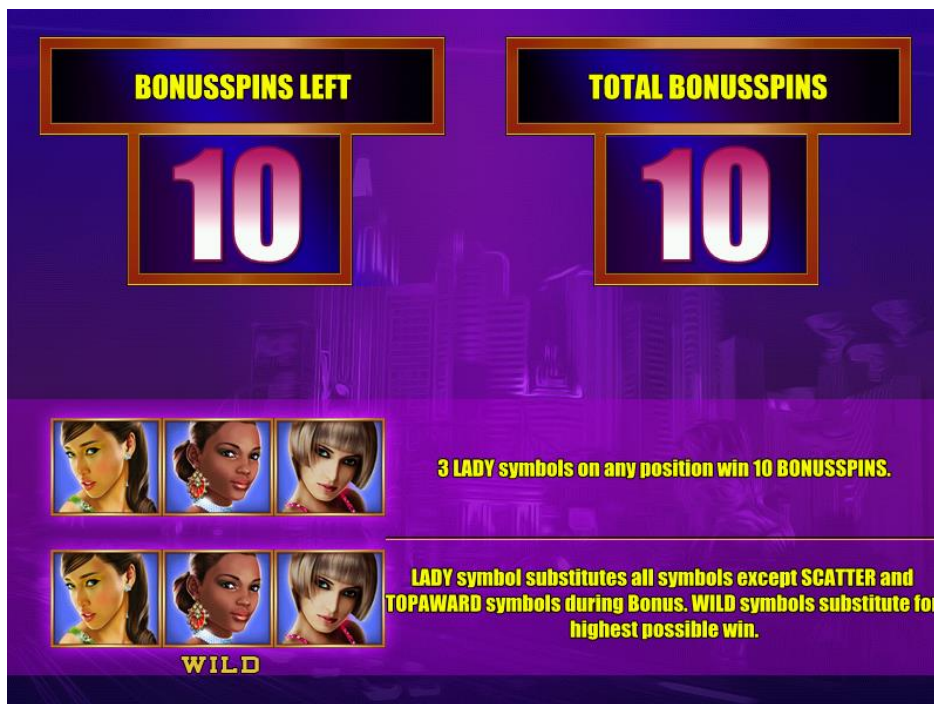 BONUSSPINS LEFT
TOTAL BONUSSPINS
10
10
3 LADY symbols on any position win 10 BONUSSPINS.
LADY symbol substitutes all symbols except SCATTER and
TOPAWARD symbols during Bonus. WILD symbols substitute for
highest possible win.
WILD